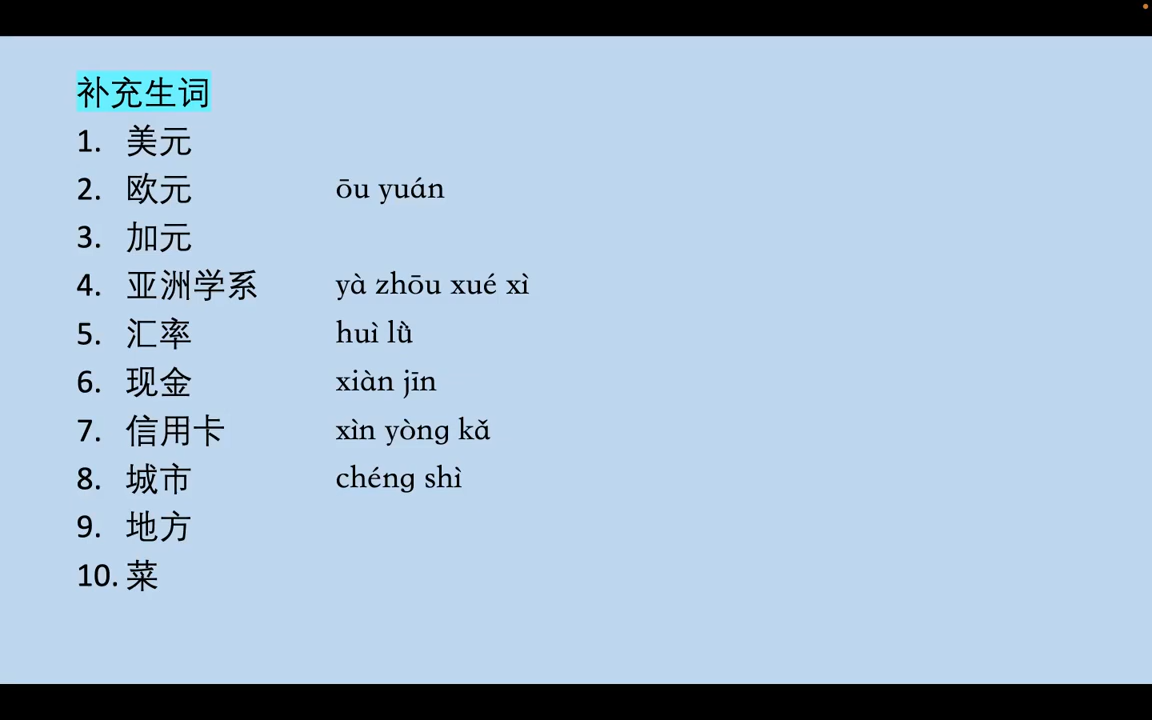 补充生词
1. 美元
2. 欧元 ōu yuán
3. 加元
4. 亚洲学系 yà zhōu xué xì
5. 汇率 huì lǜ
6. 现金 xiàn jīn
7. 信用卡 xìn yòng kǎ
8. 城市 chéng shì
9. 地方
10. 菜